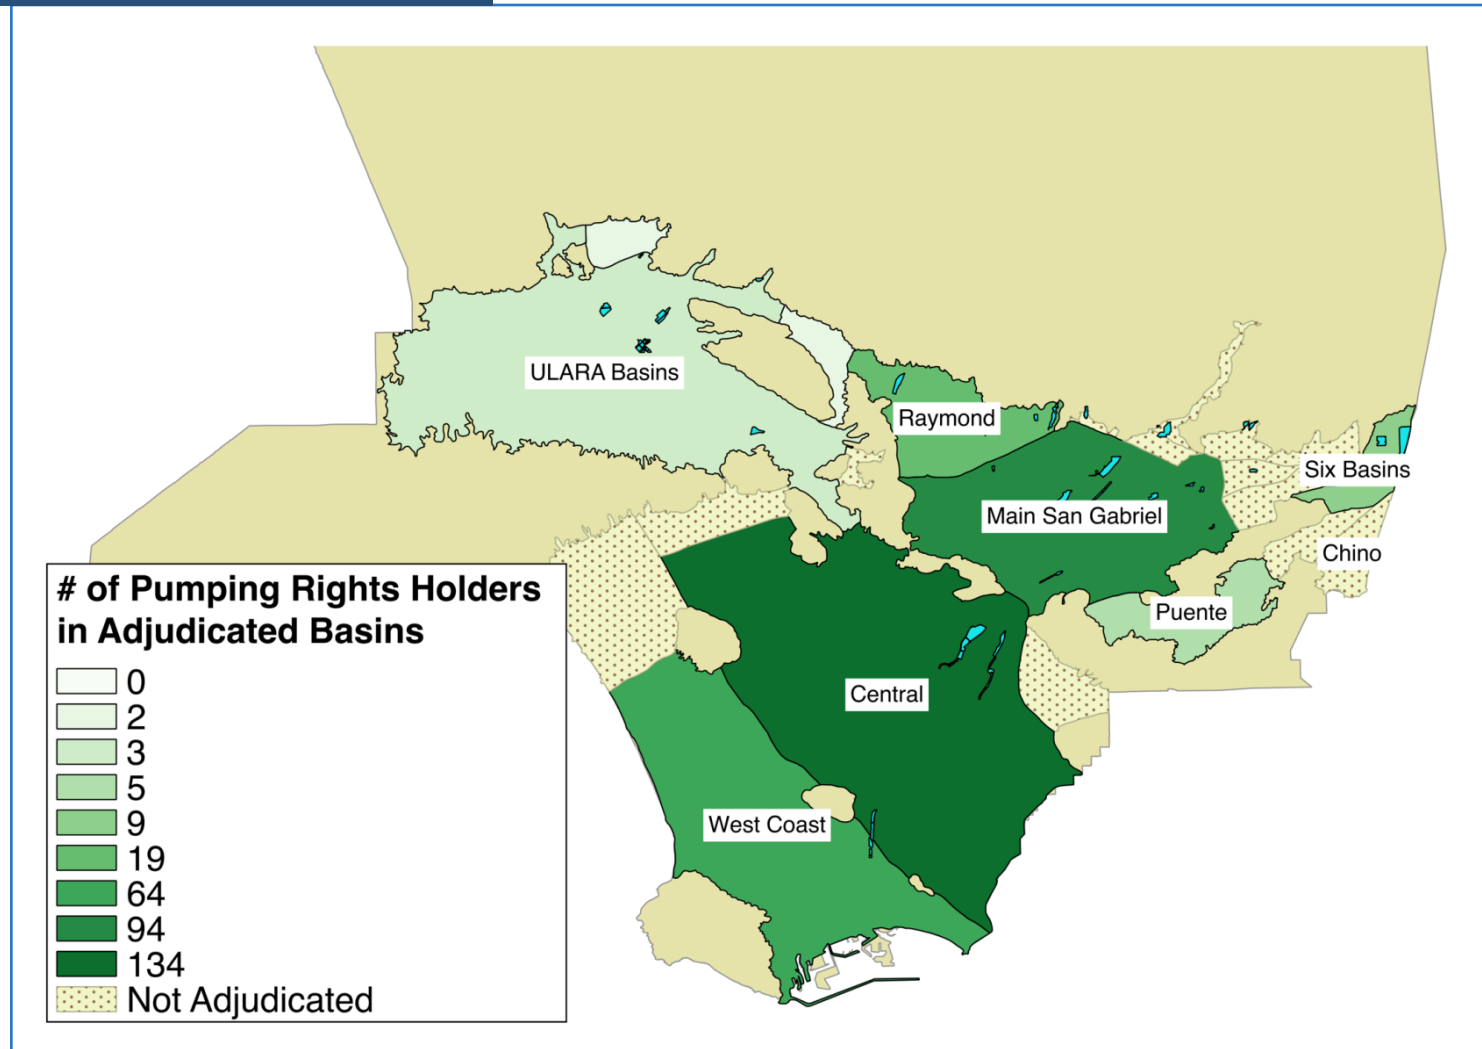 ULARA Basins
Raymond
Six Basins
Main San Gabriel
Chino
Puente
Central
West Coast
# of Pumping Rights Holders
in Adjudicated Basins
0
2
3
5
9
19
64
94
134
Not Adjudicated